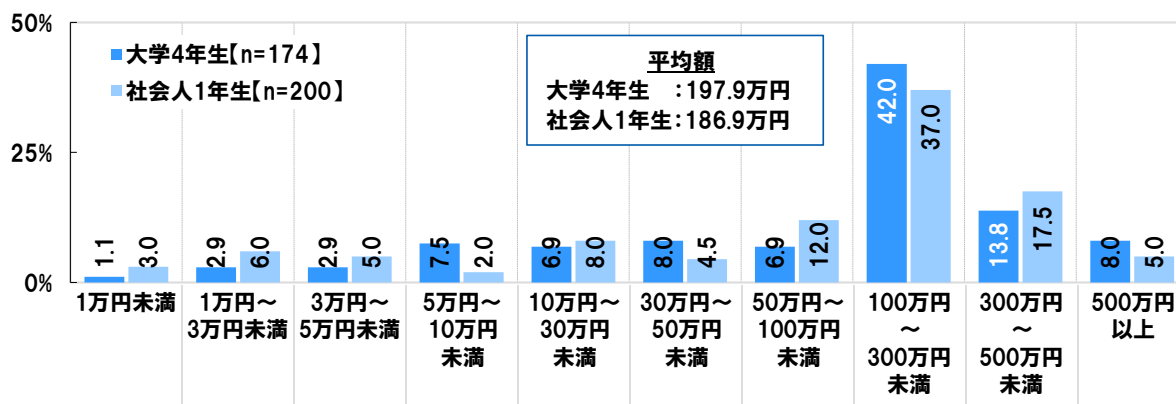 50%
25%
0%
大学4年生【n=174】
社会人1年生【n=200】
平均額
大学4年生 :197.9万円
社会人1年生:186.9万円
1.1
3.0
2.9
6.0
2.9
5.0
7.5
2.0
6.9
8.0
8.0
4.5
6.9
12.0
42.0
37.0
13.8
17.5
8.0
5.0
1万円未満
1万円～
3万円未満
3万円～
5万円未満
5万円～
10万円
未満
10万円～
30万円
未満
30万円～
50万円
未満
50万円～
100万円
未満
100万円
～
300万円
未満
300万円
～
500万円
未満
500万円
以上